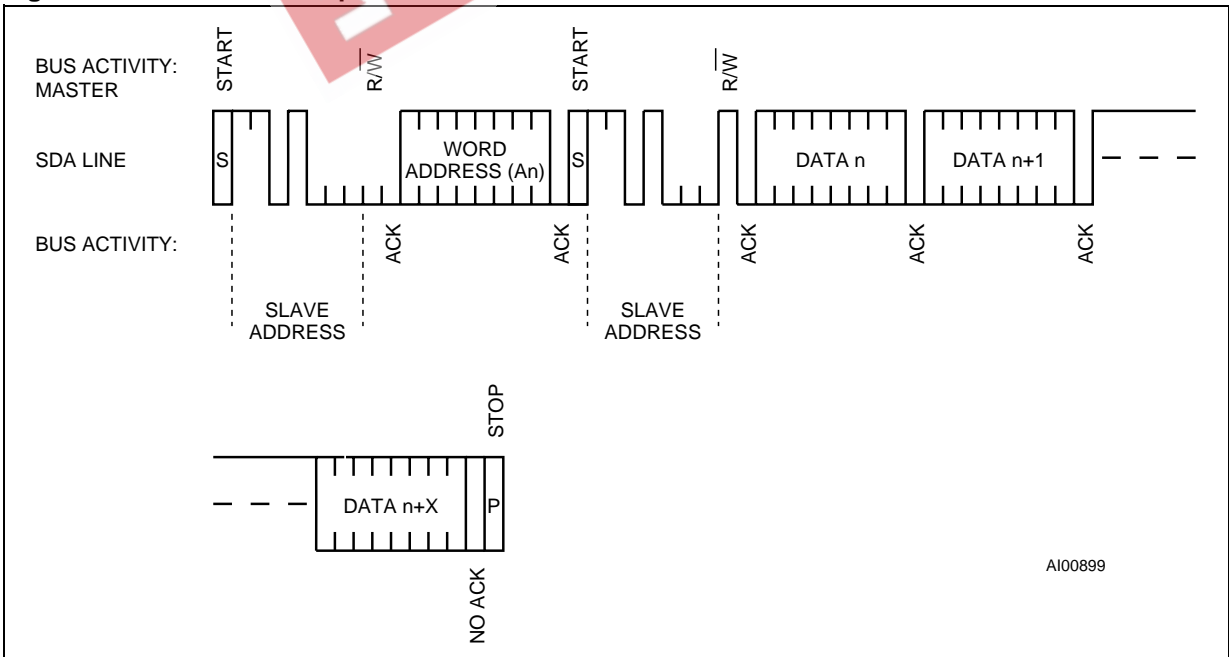 BUS ACTIVITY:
MASTER
START
R/W
START
R/W
SDA LINE
S
WORD
ADDRESS (An)
S
DATA n
DATA n+1
BUS ACTIVITY:
ACK
ACK
ACK
ACK
ACK
SLAVE
ADDRESS
SLAVE
ADDRESS
STOP
DATA n+X
P
NO ACK
AI00899